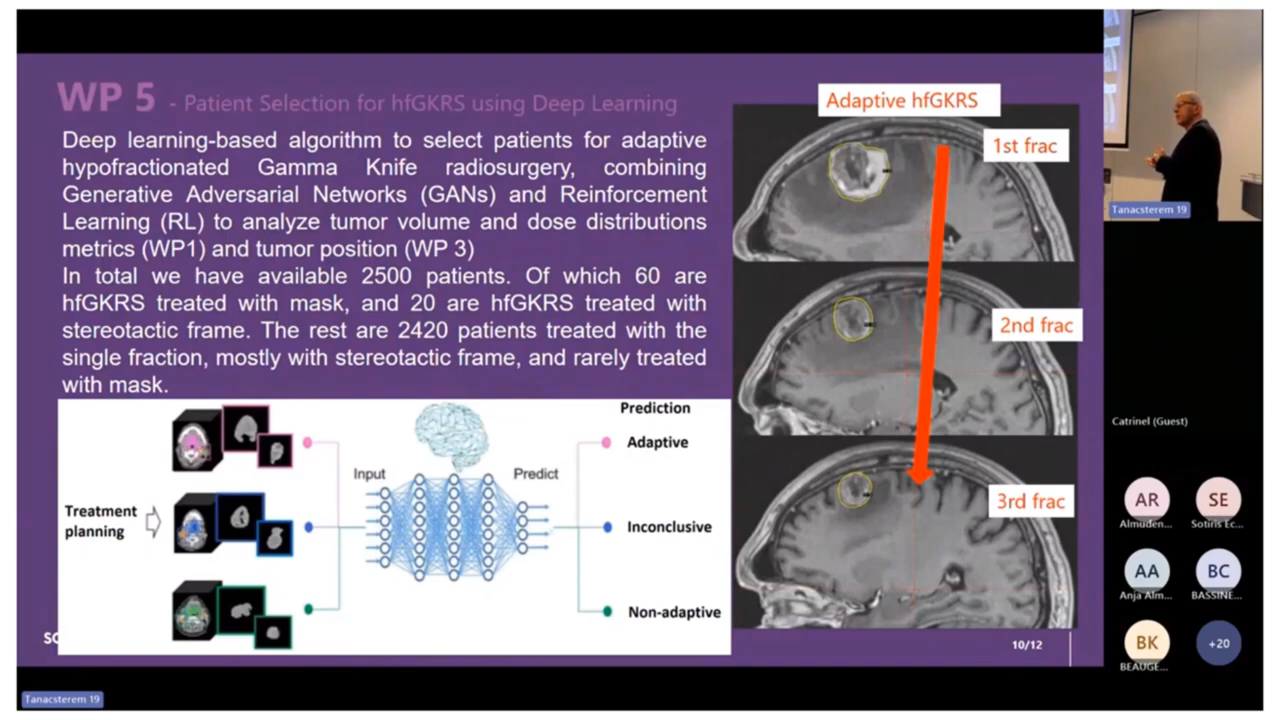 WP 5 - Patient Selection for hfGKRS using Deep Learning
Deep learning-based algorithm to select patients for adaptive
hypofractionated Gamma Knife radiosurgery, combining
Generative Adversarial Networks (GANs) and Reinforcement
Learning (RL) to analyze tumor volume and dose distributions
metrics (WP1) and tumor position (WP 3)
In total we have available 2500 patients. Of which 60 are
hfGKRS treated with mask, and 20 are hfGKRS treated with
stereotactic frame. The rest are 2420 patients treated with the
single fraction, mostly with stereotactic frame, and rarely treated
with mask.
Treatment
planning
Input
Predict
Prediction
Adaptive
Inconclusive
Non-adaptive
Adaptive hfGKRS
1st frac
2nd frac
3rd frac
10/12
Tanacsterem 19
Catrinel (Guest)
AR
Almuden...
SE
Sotiris Ec...
AA
Anja Alm...
BC
BASSINE...
BK
BEAUGE...
+20
Tanacsterem 19